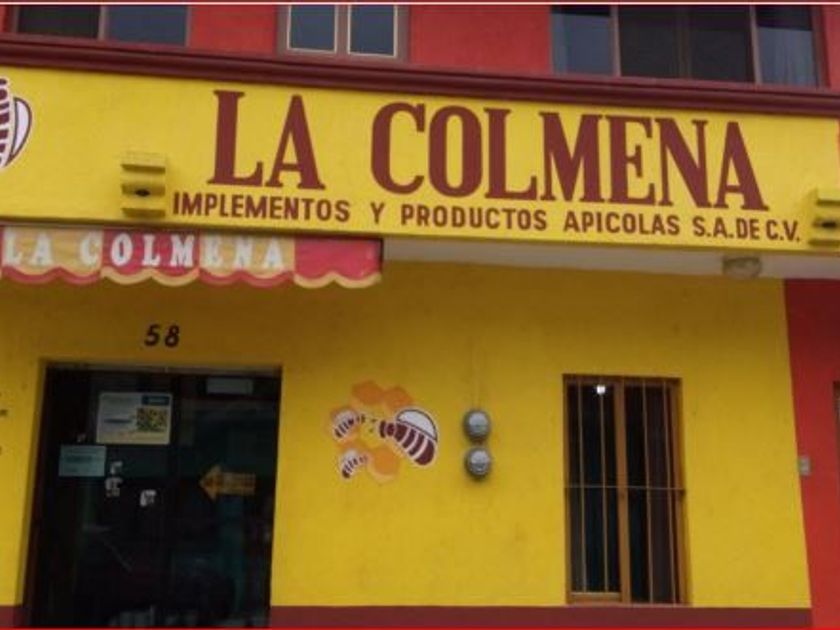 LA COLMENA
IMPLEMENTOS Y PRODUCTOS APICOLAS S.A. DE C.V.
LA COLMENA
58